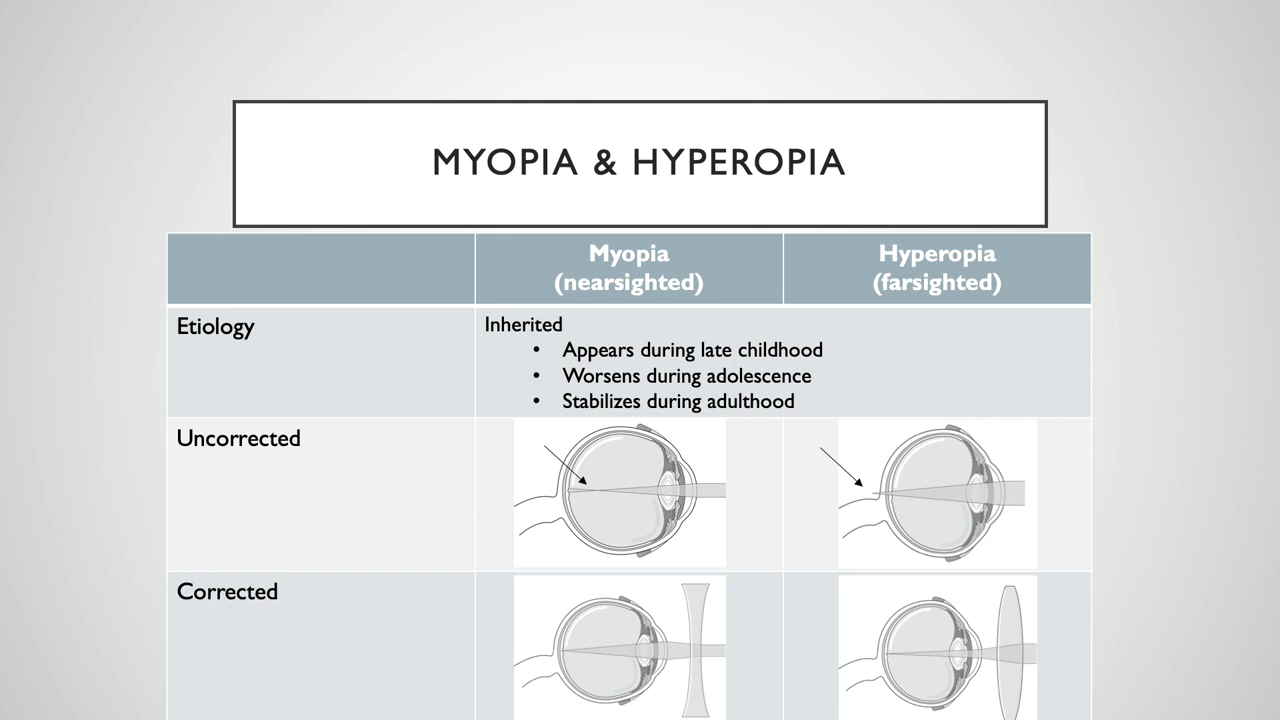 MYOPIA & HYPEROPIA
Myopia
(nearsighted)
Hyperopia
(farsighted)
Etiology
Inherited
• Appears during late childhood
• Worsens during adolescence
• Stabilizes during adulthood
Uncorrected
Corrected